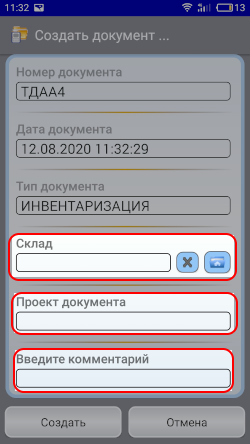 11:32 13
Создать документ ...
Номер документа
ТДАА4
Дата документа
12.08.2020 11:32:29
Тип документа
ИНВЕНТАРИЗАЦИЯ
Склад
Проект документа
Введите комментарий
Создать Отмена